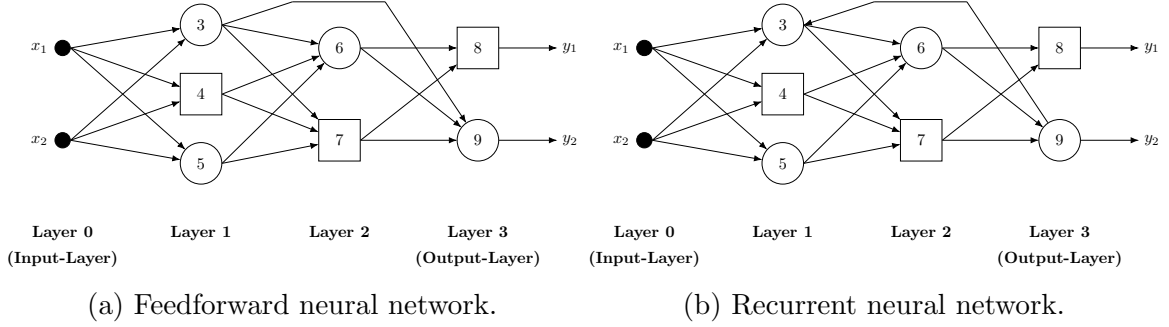 3
3
x₁
6
8
y₁
x₁
6
8
y₁
4
4
x₂
7
9
y₂
x₂
7
9
y₂
5
5
Layer 0
Layer 1
Layer 2
Layer 3
Layer 0
Layer 1
Layer 2
Layer 3
(Input-Layer)
(Output-Layer)
(Input-Layer)
(Output-Layer)
(a) Feedforward neural network.
(b) Recurrent neural network.